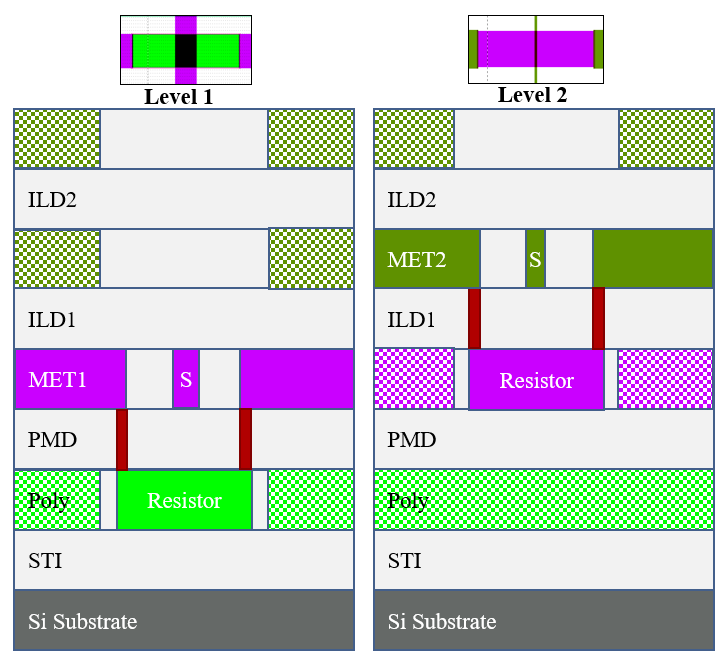 Level 1
Level 2
ILD2
ILD1
MET1
S
PMD
Poly
Resistor
STI
Si Substrate
ILD2
MET2
S
ILD1
Resistor
PMD
Poly
STI
Si Substrate